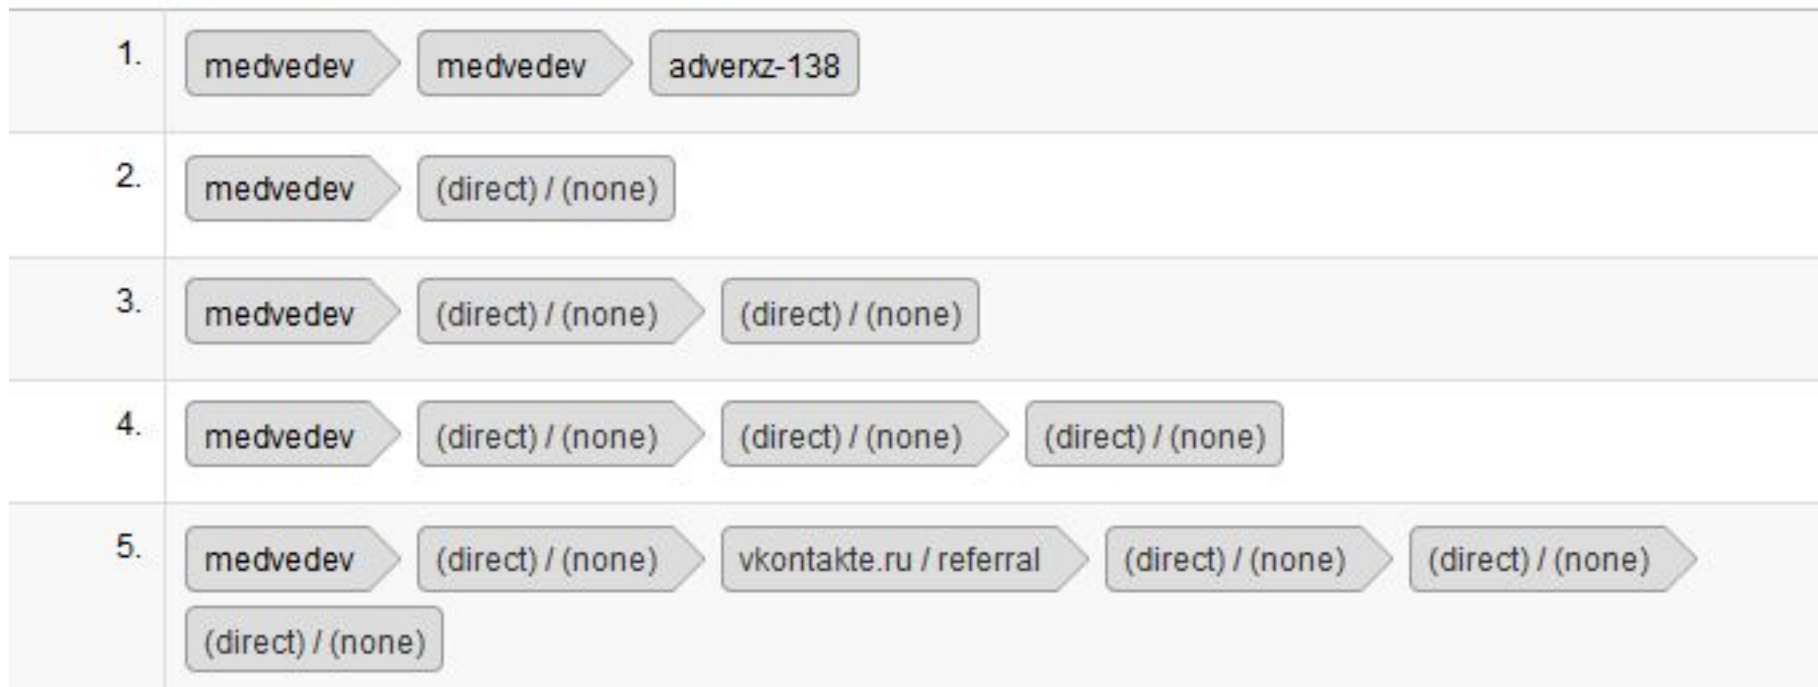 1. medvedev medvedev adverxz-138
2. medvedev (direct) / (none)
3. medvedev (direct) / (none) (direct) / (none)
4. medvedev (direct) / (none) (direct) / (none) (direct) / (none)
5. medvedev (direct) / (none) vkontakte.ru / referral (direct) / (none) (direct) / (none)
(direct) / (none)